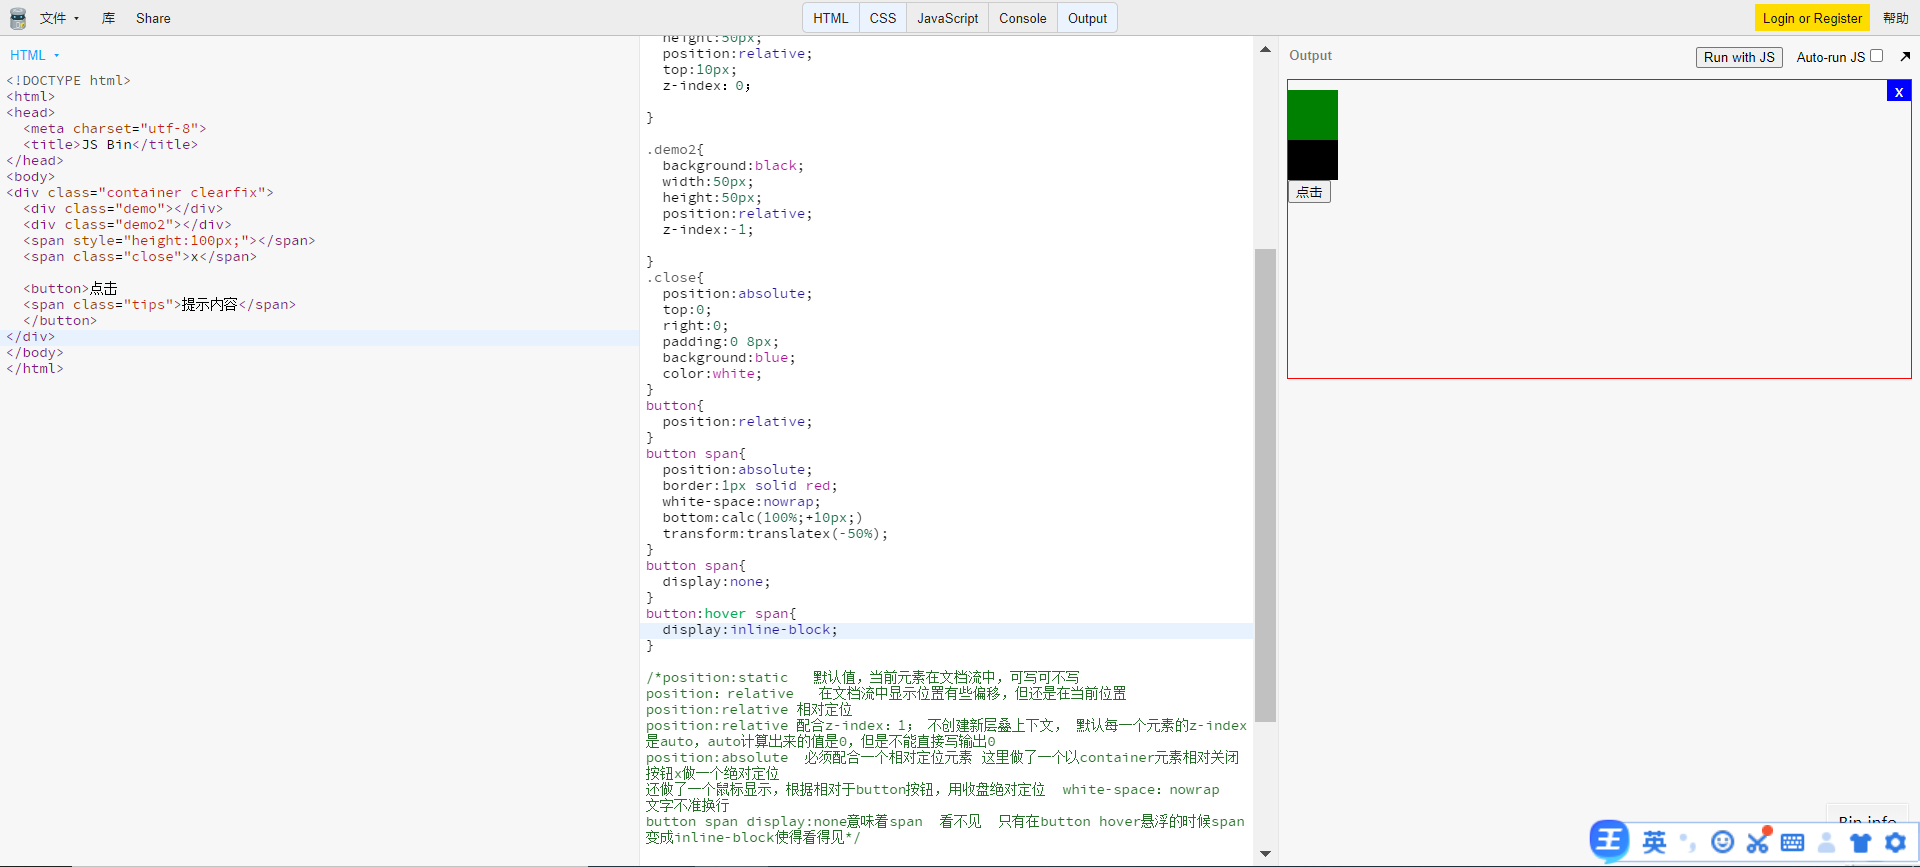 文件 库 Share HTML CSS JavaScript Console Output Login or Register 帮助
HTML
<!DOCTYPE html>
<html>
<head>
<meta charset="utf-8">
<title>JS Bin</title>
</head>
<body>
<div class="container clearfix">
<div class="demo"></div>
<div class="demo2"></div>
<span style="height:100px;"></span>
<span class="close">x</span>
<button>点击
<span class="tips">提示内容</span>
</button>
</div>
</body>
</html>
height:50px;
position:relative;
top:10px;
z-index：0;
}
.demo2{
background:black;
width:50px;
height:50px;
position:relative;
z-index:-1;
}
.close{
position:absolute;
top:0;
right:0;
padding:0 8px;
background:blue;
color:white;
}
button{
position:relative;
}
button span{
position:absolute;
border:1px solid red;
white-space:nowrap;
bottom:calc(100%;+10px;)
transform:translatex(-50%);
}
button span{
display:none;
}
button:hover span{
display:inline-block;
}
/*position:static 默认值，当前元素在文档流中，可写可不写
position：relative 在文档流中显示位置有些偏移，但还是在当前位置
position:relative 相对定位
position:relative 配合z-index：1； 不创建新层叠上下文， 默认每一个元素的z-index
是auto，auto计算出来的值是0，但是不能直接写输出0
position:absolute 必须配合一个相对定位元素 这里做了一个以container元素相对关闭
按钮x做一个绝对定位
还做了一个鼠标显示，根据相对于button按钮，用收盘绝对定位 white-space：nowrap
文字不准换行
button span display:none意味着span 看不见 只有在button hover悬浮的时候span
变成inline-block使得看得见*/
Output Run with JS Auto-run JS
x
点击
Bin info
王 英